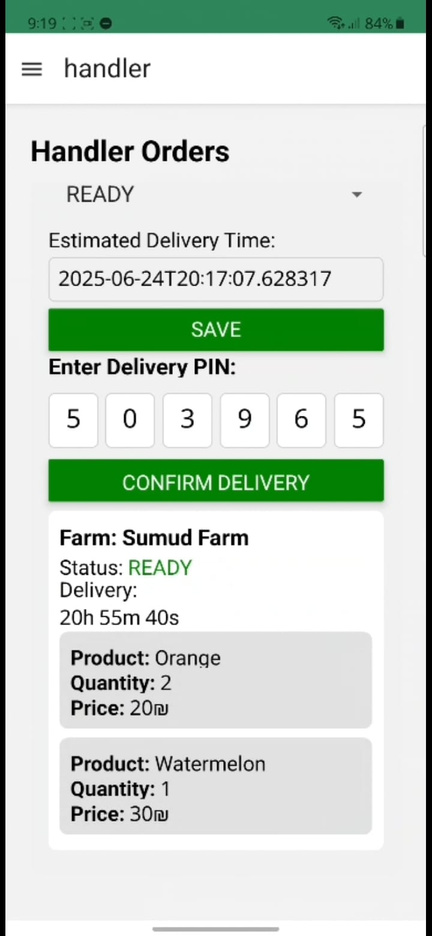 9:19 84%
handler
Handler Orders
READY
Estimated Delivery Time:
2025-06-24T20:17:07.628317
SAVE
Enter Delivery PIN:
5 0 3 9 6 5
CONFIRM DELIVERY
Farm: Sumud Farm
Status: READY
Delivery:
20h 55m 40s
Product: Orange
Quantity: 2
Price: 20₪
Product: Watermelon
Quantity: 1
Price: 30₪